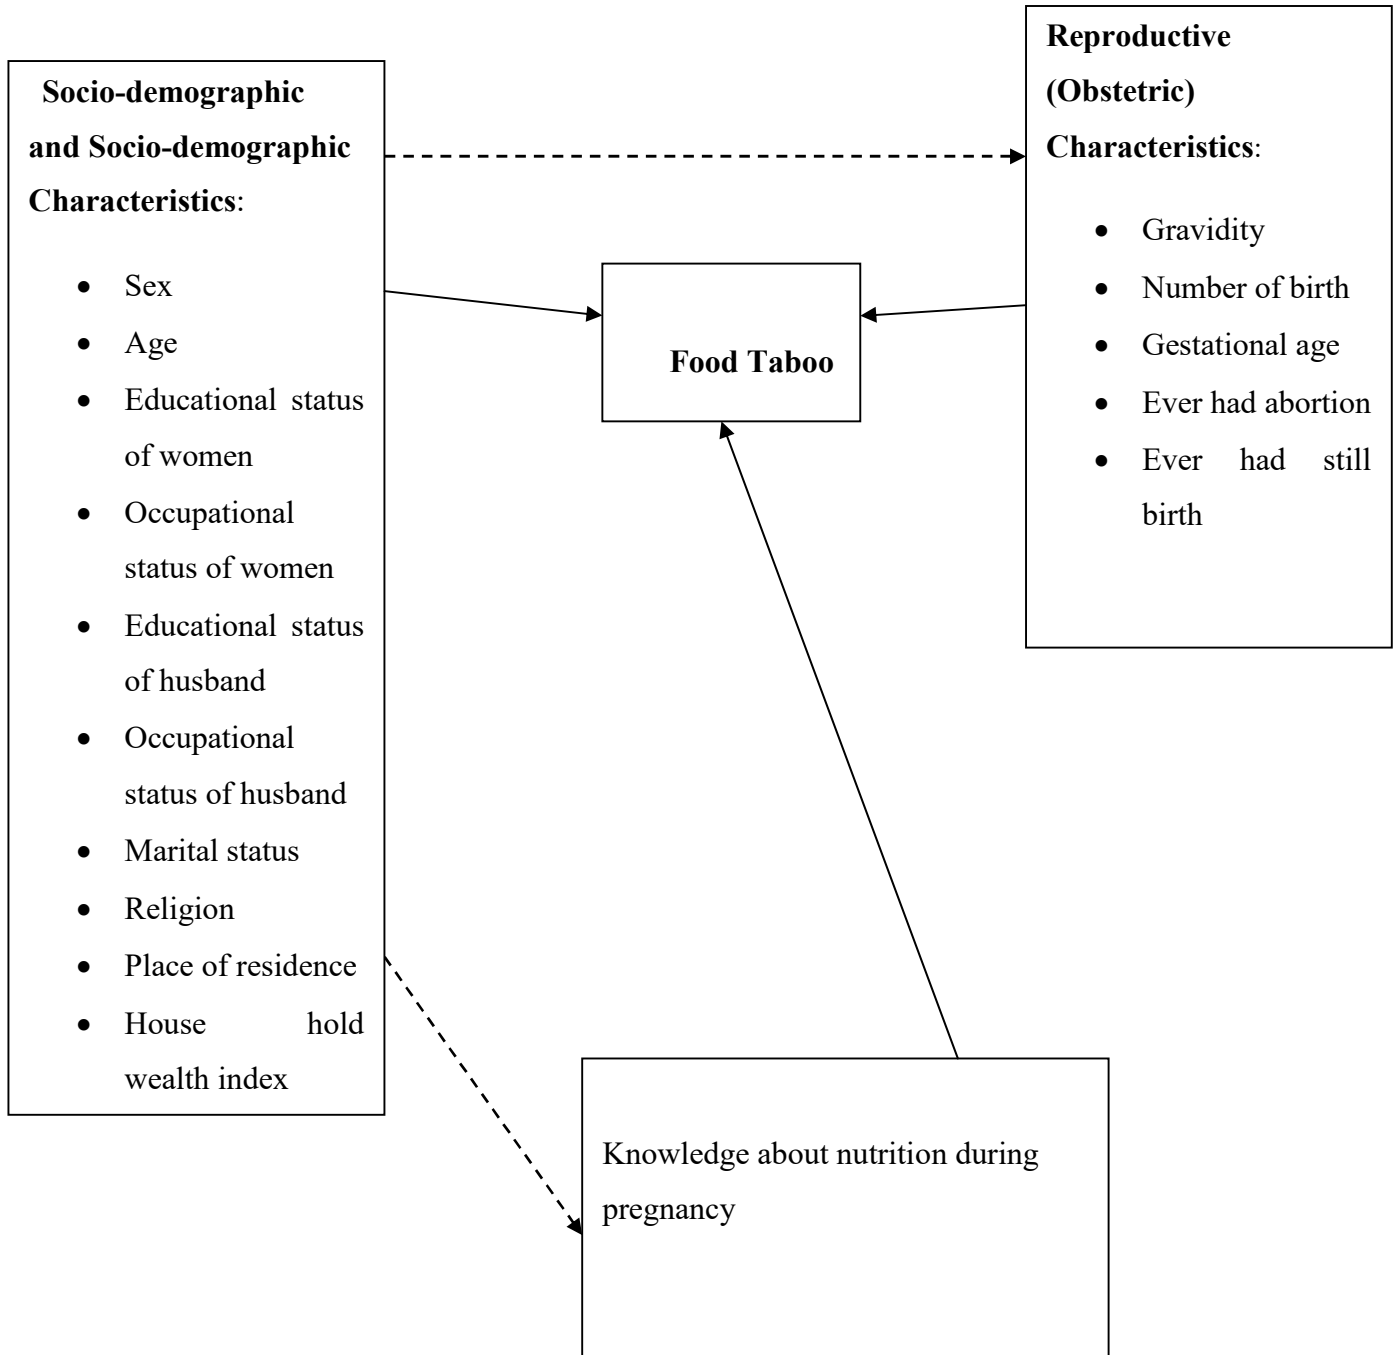 Socio-demographic
and Socio-demographic
Characteristics:
• Sex
• Age
• Educational status
of women
• Occupational
status of women
• Educational status
of husband
• Occupational
status of husband
• Marital status
• Religion
• Place of residence
• House hold
wealth index
Food Taboo
Reproductive
(Obstetric)
Characteristics:
• Gravidity
• Number of birth
• Gestational age
• Ever had abortion
• Ever had still
birth
Knowledge about nutrition during
pregnancy